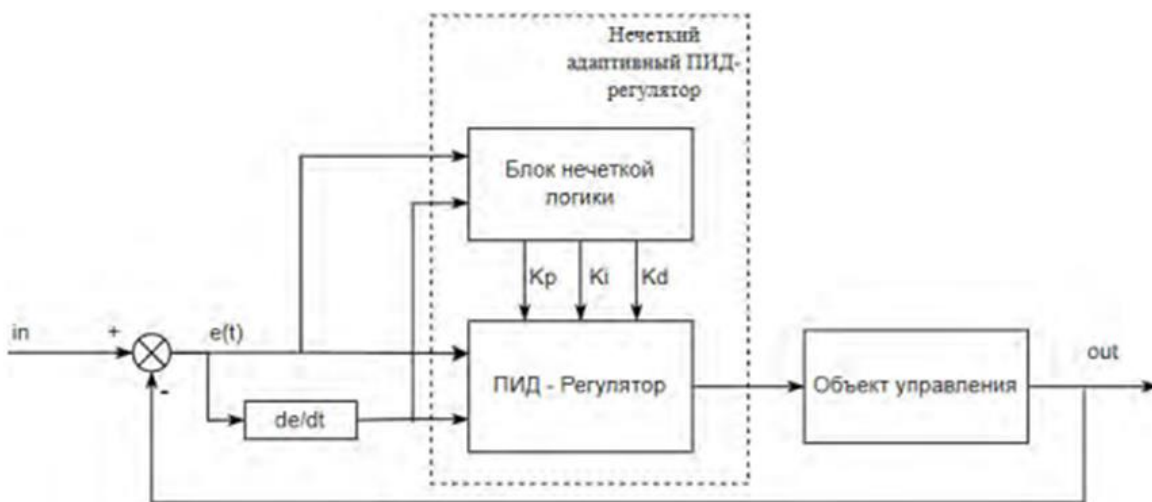 Нечеткий
адаптивный ПИД-
регулятор
Блок нечеткой
логики
Kp Ki Kd
in
+
e(t)
-
de/dt
ПИД - Регулятор
Объект управления
out